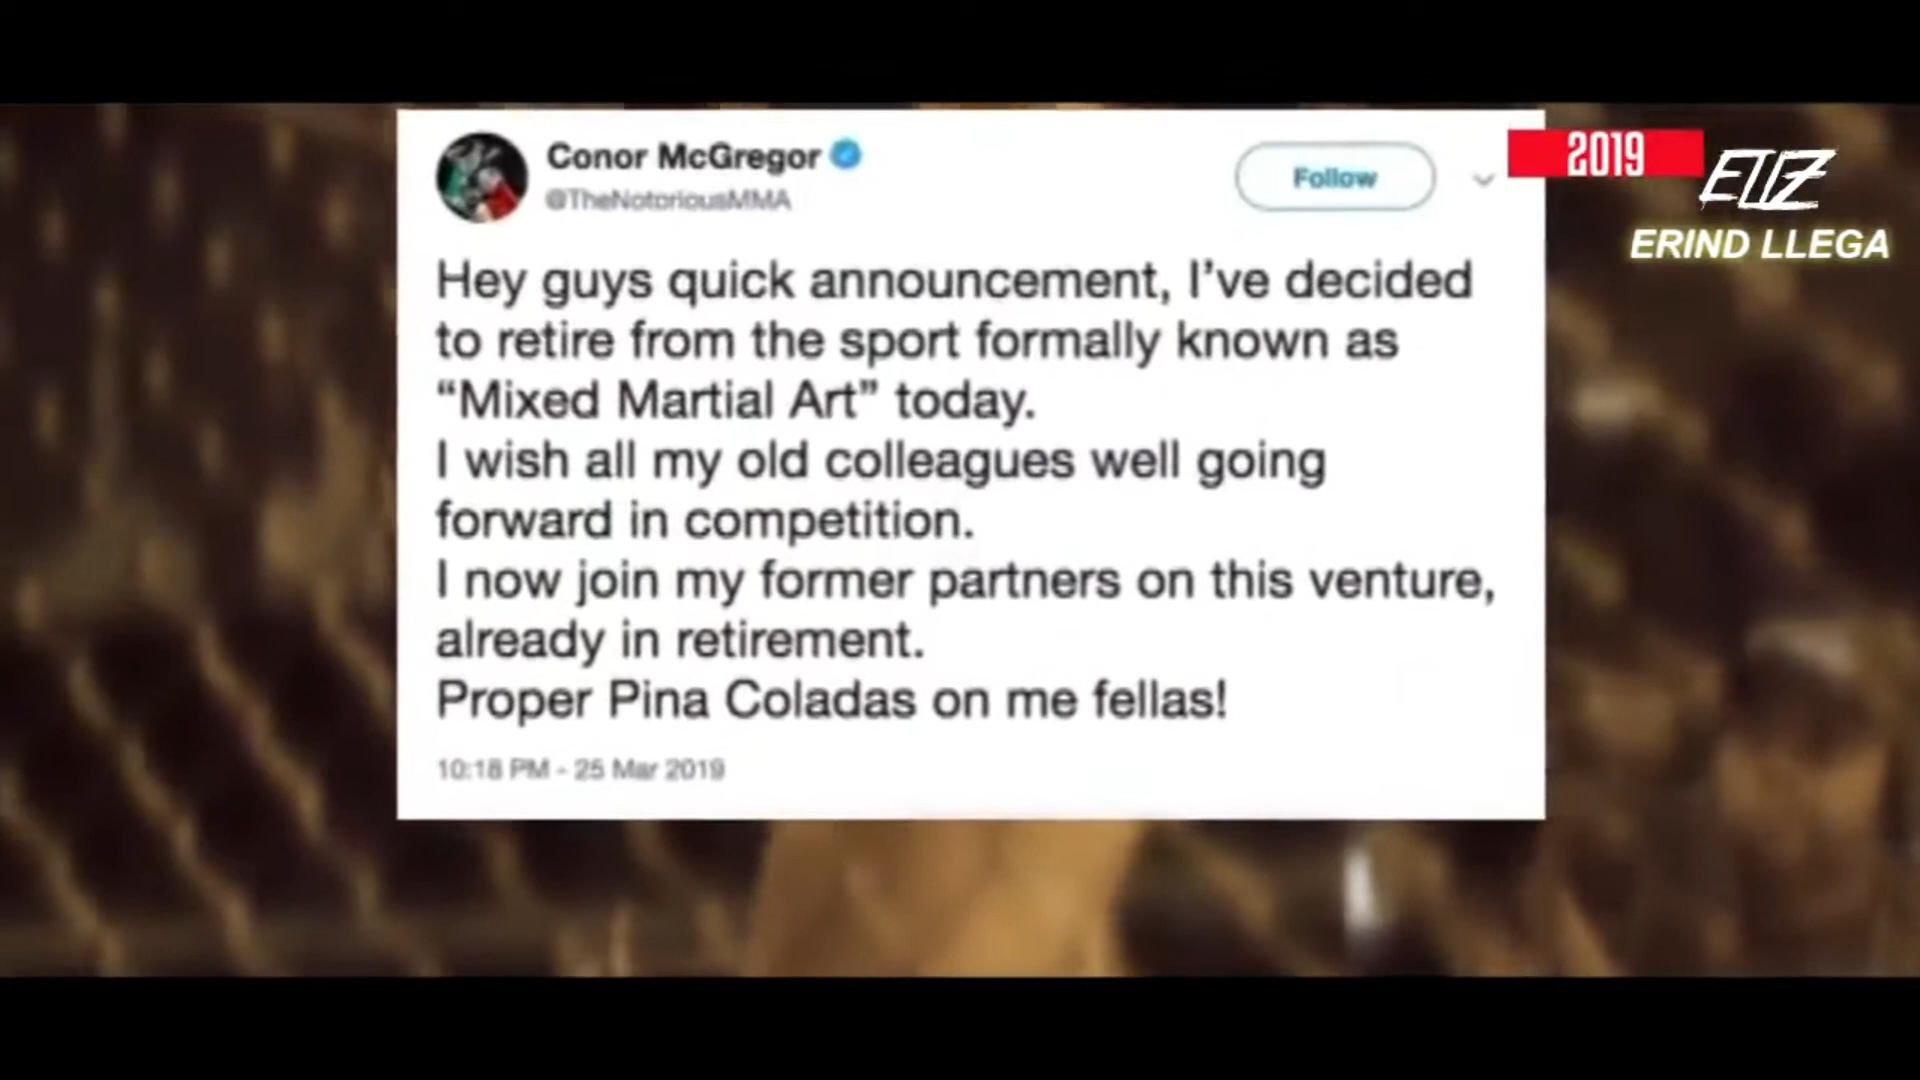 Conor McGregor
@TheNotoriousMMA
Follow
2019
ERIND LLEGA
Hey guys quick announcement, I’ve decided
to retire from the sport formally known as
“Mixed Martial Art” today.
I wish all my old colleagues well going
forward in competition.
I now join my former partners on this venture,
already in retirement.
Proper Pina Coladas on me fellas!
10:18 PM - 25 Mar 2019